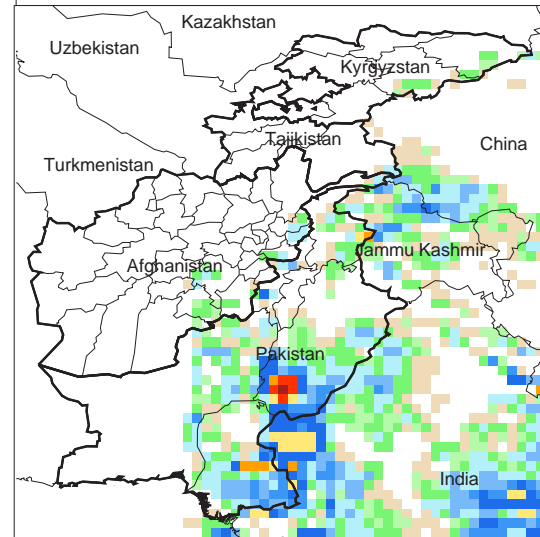 Kazakhstan
Uzbekistan
Kyrgyzstan
Tajikistan
China
Turkmenistan
Jammu Kashmir
Afghanistan
Pakistan
India